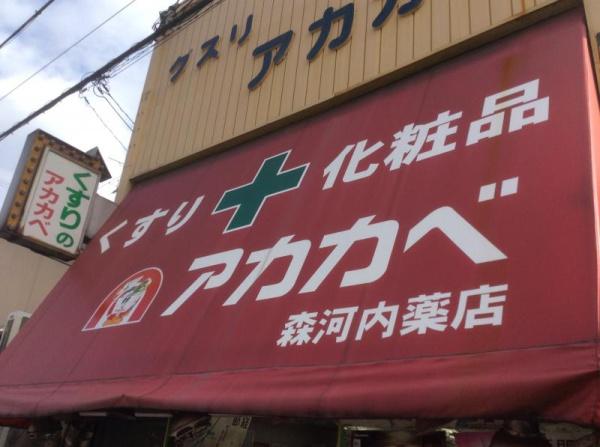 クスリ
アカカ
くすりの
アカカベ
くすり
化粧品
アカカベ
森河内薬店